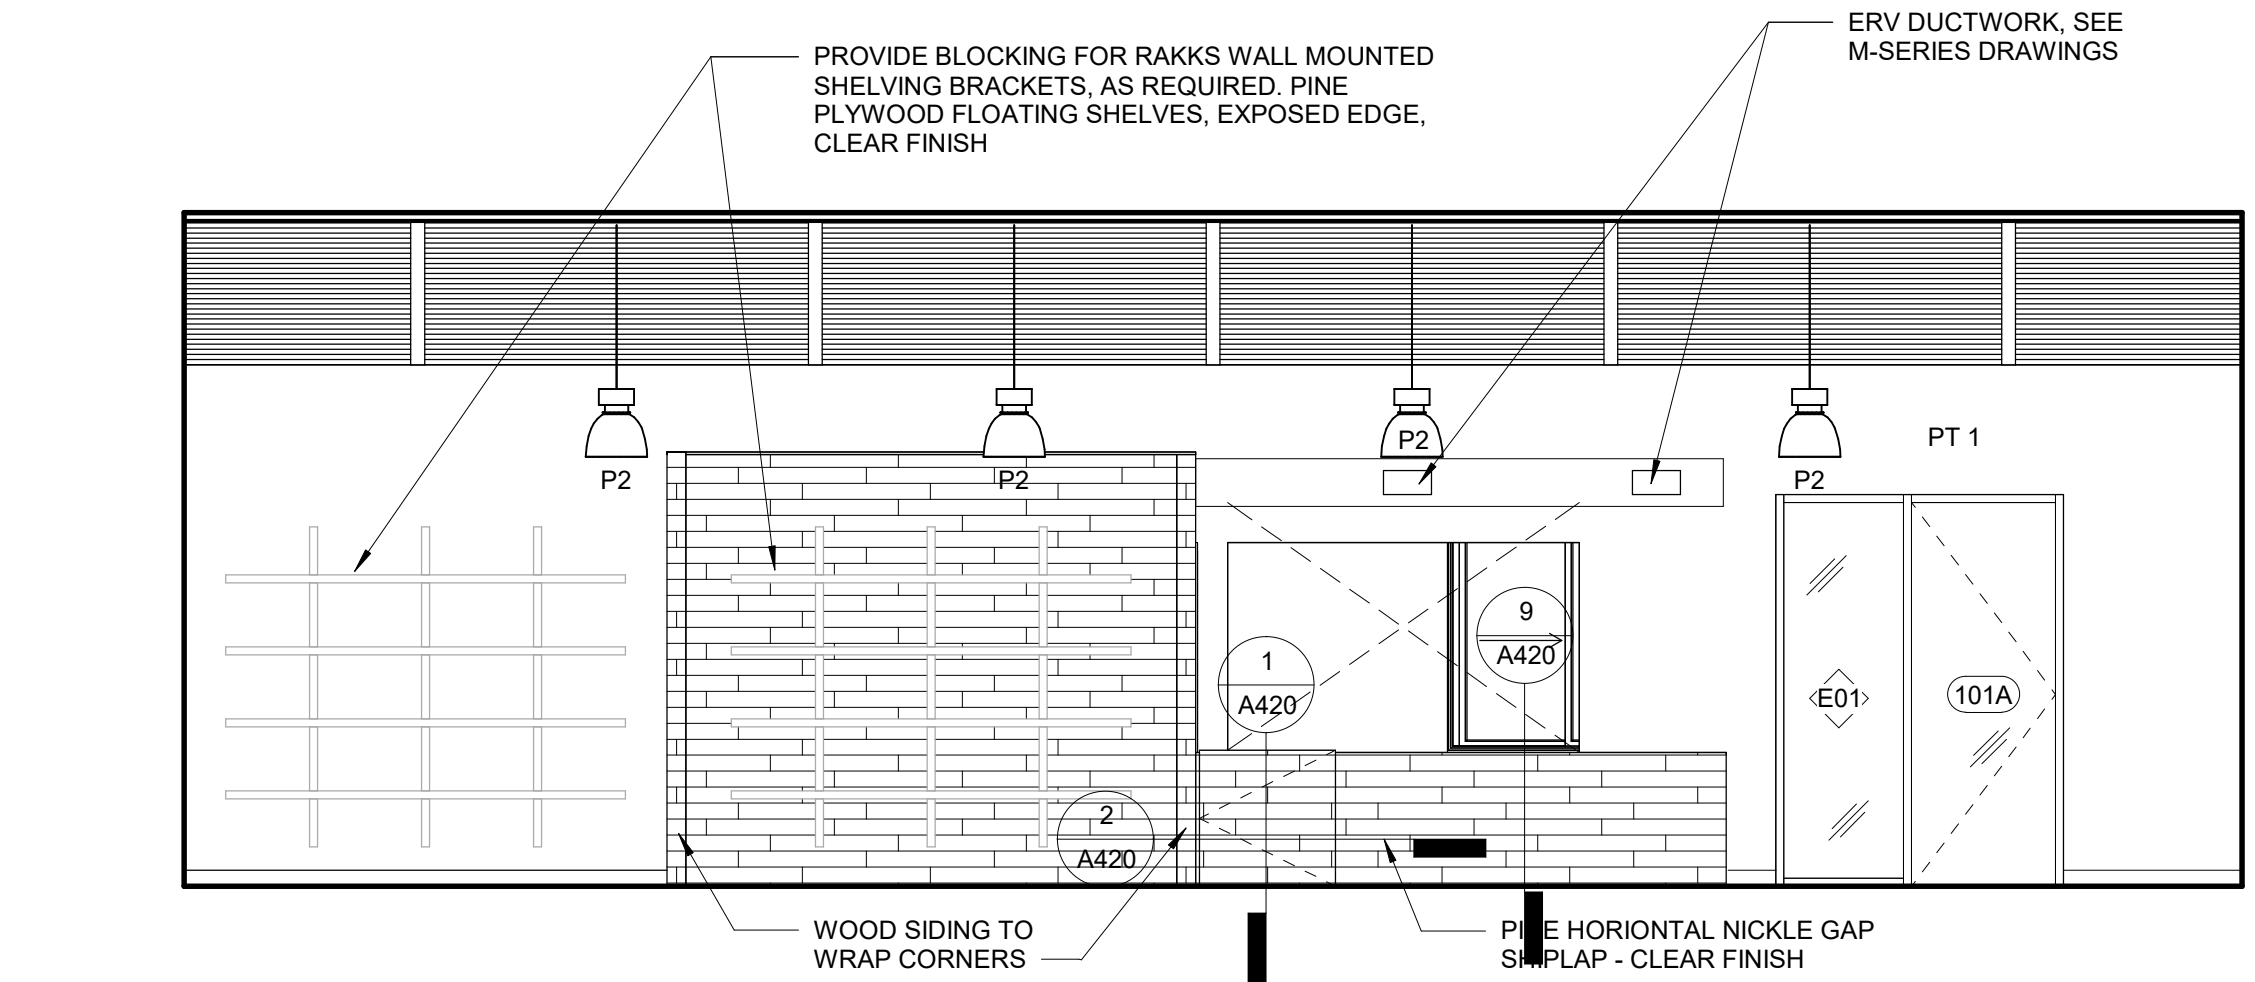 ERV DUCTWORK, SEE
M-SERIES DRAWINGS
PROVIDE BLOCKING FOR RAKKS WALL MOUNTED
SHELVING BRACKETS, AS REQUIRED. PINE
PLYWOOD FLOATING SHELVES, EXPOSED EDGE,
CLEAR FINISH
P2
P2
P2
P2
PT 1
9
A420
1
A420
E01
101A
2
A420
WOOD SIDING TO
WRAP CORNERS
PINE HORIONTAL NICKLE GAP
SHIPLAP - CLEAR FINISH